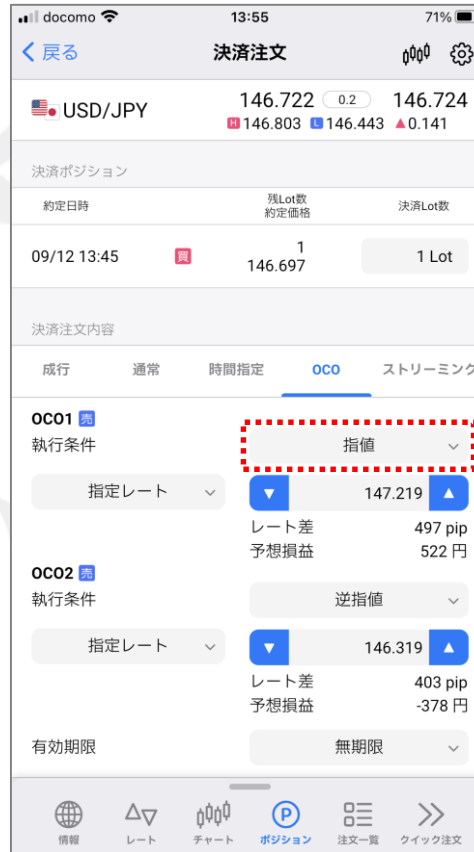 docomo 13:55 71%
戻る 決済注文
USD/JPY 146.722 0.2 146.724
H 146.803 L 146.443 ▲0.141
決済ポジション
約定日時 残Lot数 約定価格 決済Lot数
09/12 13:45 買 1 146.697 1 Lot
決済注文内容
成行 通常 時間指定 OCO ストリーミング
OCO1 売
執行条件 指値
指定レート ▼ 147.219 ▲
レート差 497 pip
予想損益 522 円
OCO2 売
執行条件 逆指値
指定レート ▼ 146.319 ▲
レート差 403 pip
予想損益 -378 円
有効期限 無期限
P
情報 レート チャート ポジション 注文一覧 クイック注文